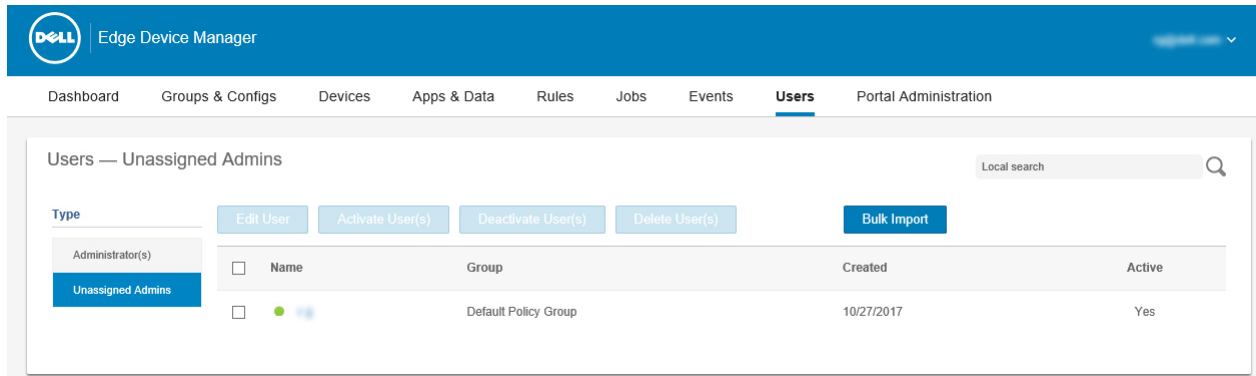 DELL Edge Device Manager
Dashboard Groups & Configs Devices Apps & Data Rules Jobs Events Users Portal Administration
Users — Unassigned Admins
Local search
Type
Edit User Activate User(s) Deactivate User(s) Delete User(s) Bulk Import
Administrator(s)
Unassigned Admins
Name Group Created Active
Default Policy Group 10/27/2017 Yes